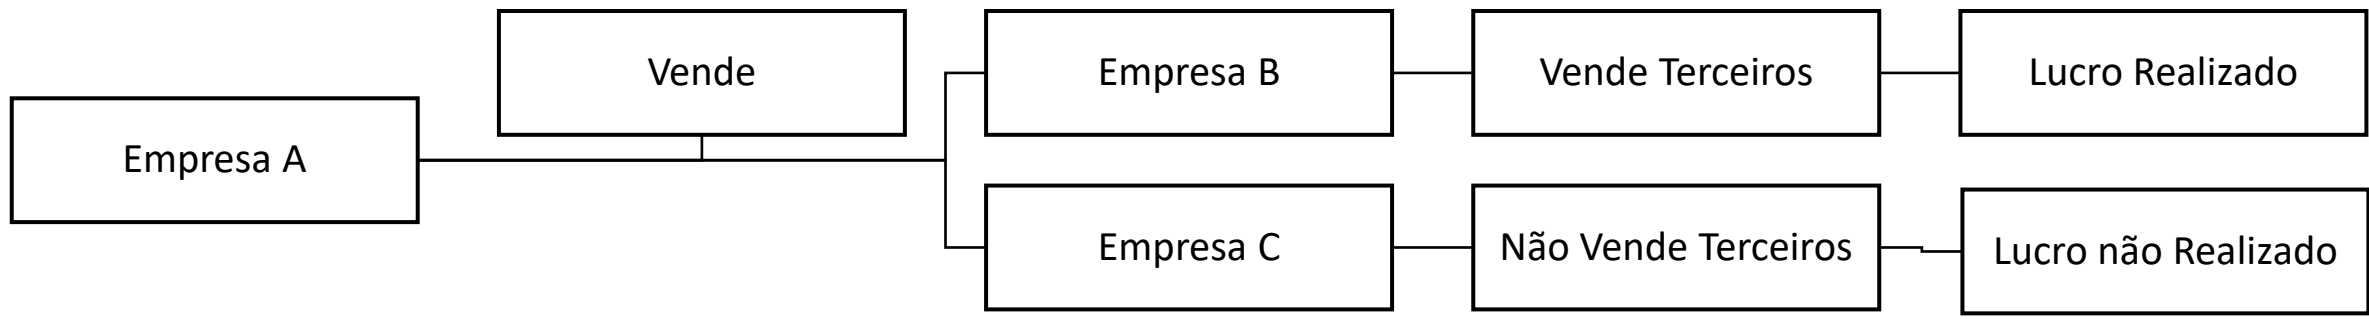 Empresa A
Vende
Empresa B
Vende Terceiros
Lucro Realizado
Empresa C
Não Vende Terceiros
Lucro não Realizado